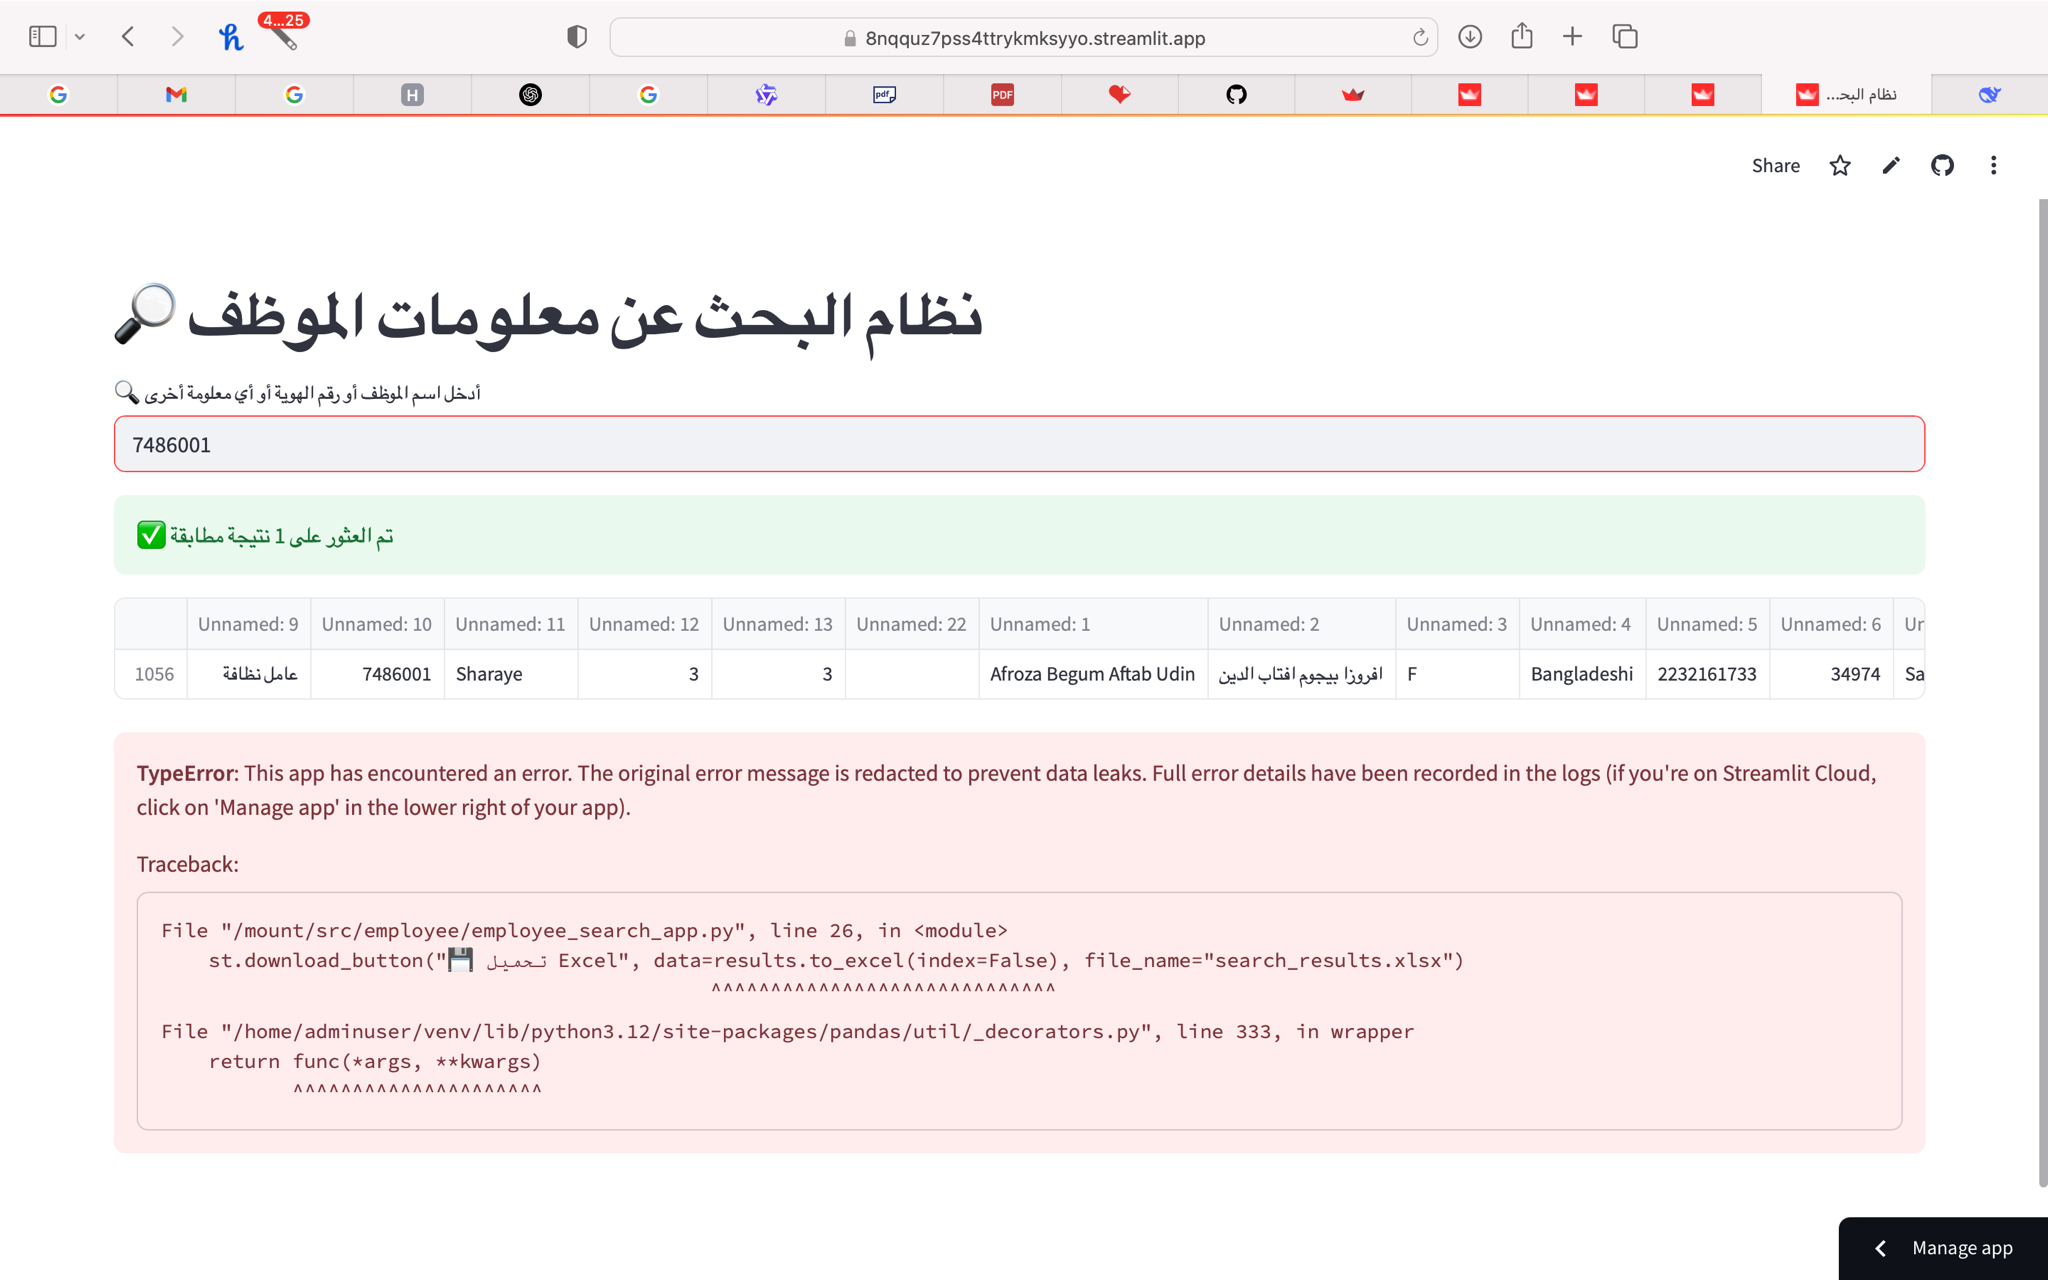 4...25
8nqquz7pss4ttrykmksyyo.streamlit.app
H
pdf
PDF
نظام البحـ...
Share
نظام البحث عن معلومات الموظف 🔎
🔍 أدخل اسم الموظف أو رقم الهوية أو أي معلومة أخرى
7486001
✅ تم العثور على 1 نتيجة مطابقة
Unnamed: 9 Unnamed: 10 Unnamed: 11 Unnamed: 12 Unnamed: 13 Unnamed: 22 Unnamed: 1 Unnamed: 2 Unnamed: 3 Unnamed: 4 Unnamed: 5 Unnamed: 6 Ur
1056 عامل نظافة 7486001 Sharaye 3 3 Afroza Begum Aftab Udin افروزا بيجوم افتاب الدين F Bangladeshi 2232161733 34974 Sa
TypeError: This app has encountered an error. The original error message is redacted to prevent data leaks. Full error details have been recorded in the logs (if you're on Streamlit Cloud,
click on 'Manage app' in the lower right of your app).
Traceback:
File "/mount/src/employee/employee_search_app.py", line 26, in <module>
st.download_button("💾 تحميل Excel", data=results.to_excel(index=False), file_name="search_results.xlsx")
^^^^^^^^^^^^^^^^^^^^^^^^^^^^^
File "/home/adminuser/venv/lib/python3.12/site-packages/pandas/util/_decorators.py", line 333, in wrapper
return func(*args, **kwargs)
^^^^^^^^^^^^^^^^^^^^^
Manage app